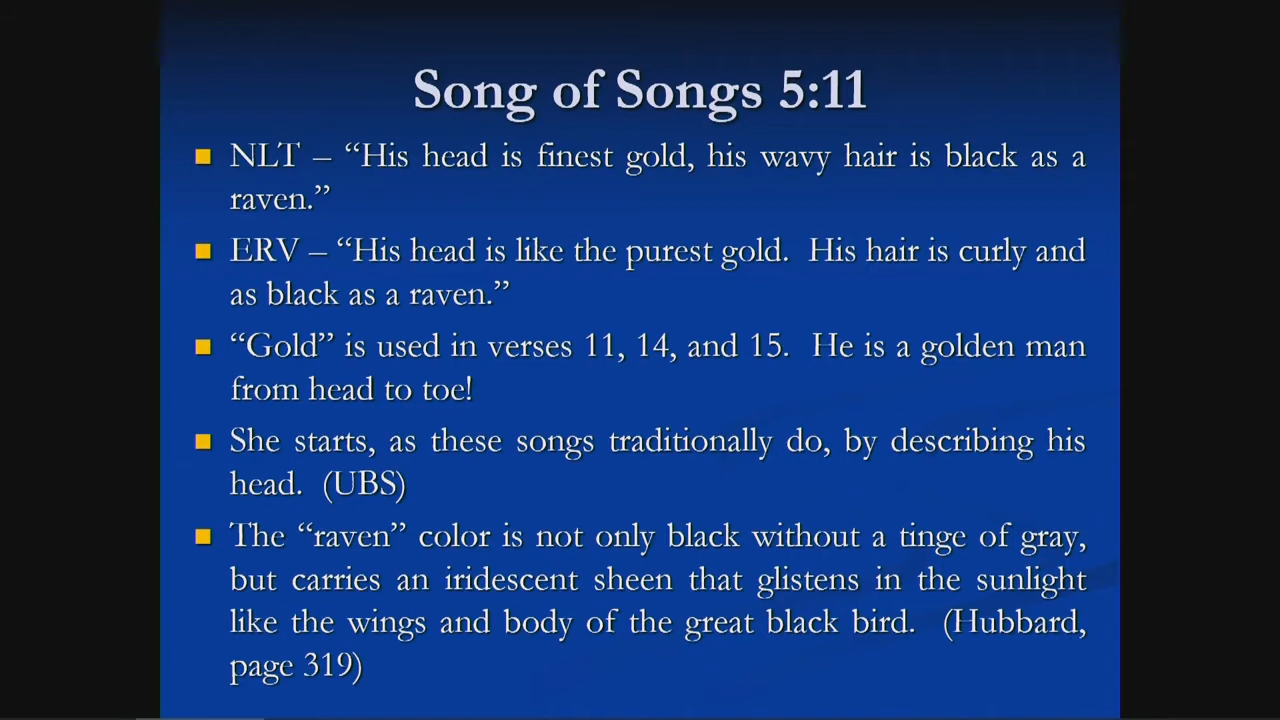 Song of Songs 5:11
NLT – “His head is finest gold, his wavy hair is black as a
raven.”
ERV – “His head is like the purest gold.  His hair is curly and
as black as a raven.”
“Gold” is used in verses 11, 14, and 15.  He is a golden man
from head to toe!
She starts, as these songs traditionally do, by describing his
head.  (UBS)
The “raven” color is not only black without a tinge of gray,
but carries an iridescent sheen that glistens in the sunlight
like the wings and body of the great black bird.  (Hubbard,
page 319)